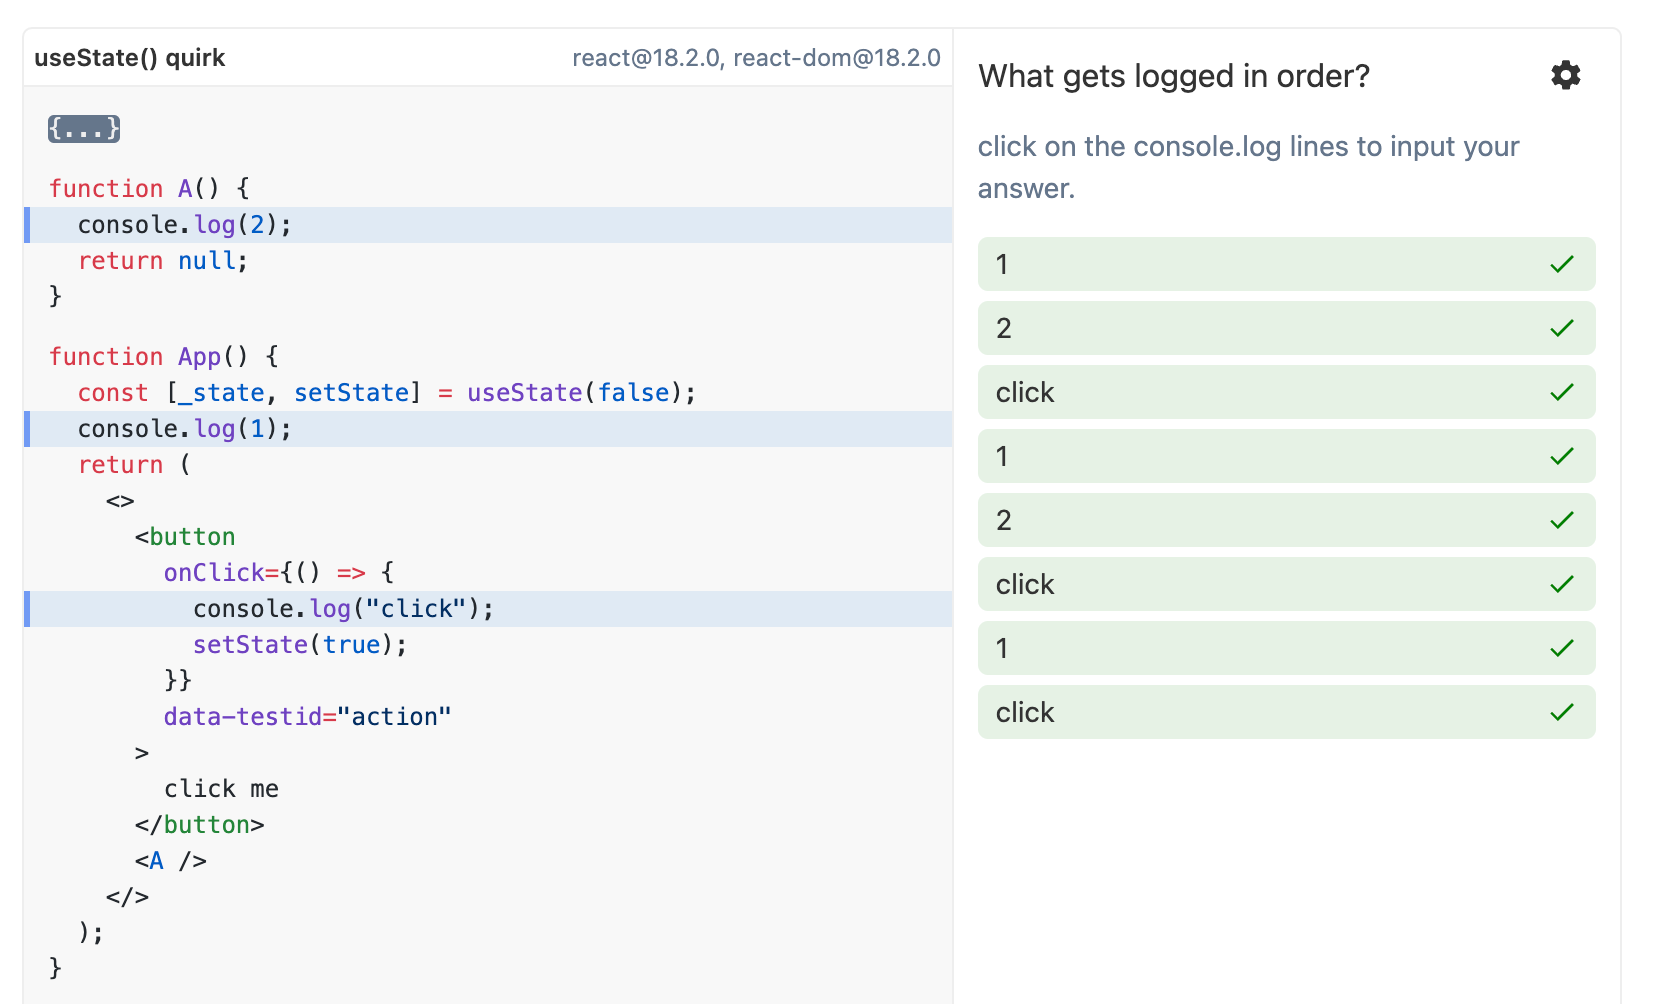 useState() quirk
react@18.2.0, react-dom@18.2.0
{...}
function A() {
  console.log(2);
  return null;
}
function App() {
  const [_state, setState] = useState(false);
  console.log(1);
  return (
    <>
      <button
        onClick={() => {
          console.log("click");
          setState(true);
        }}
        data-testid="action"
      >
        click me
      </button>
      <A />
    </>
  );
}
What gets logged in order?
click on the console.log lines to input your
answer.
1
2
click
1
2
click
1
click